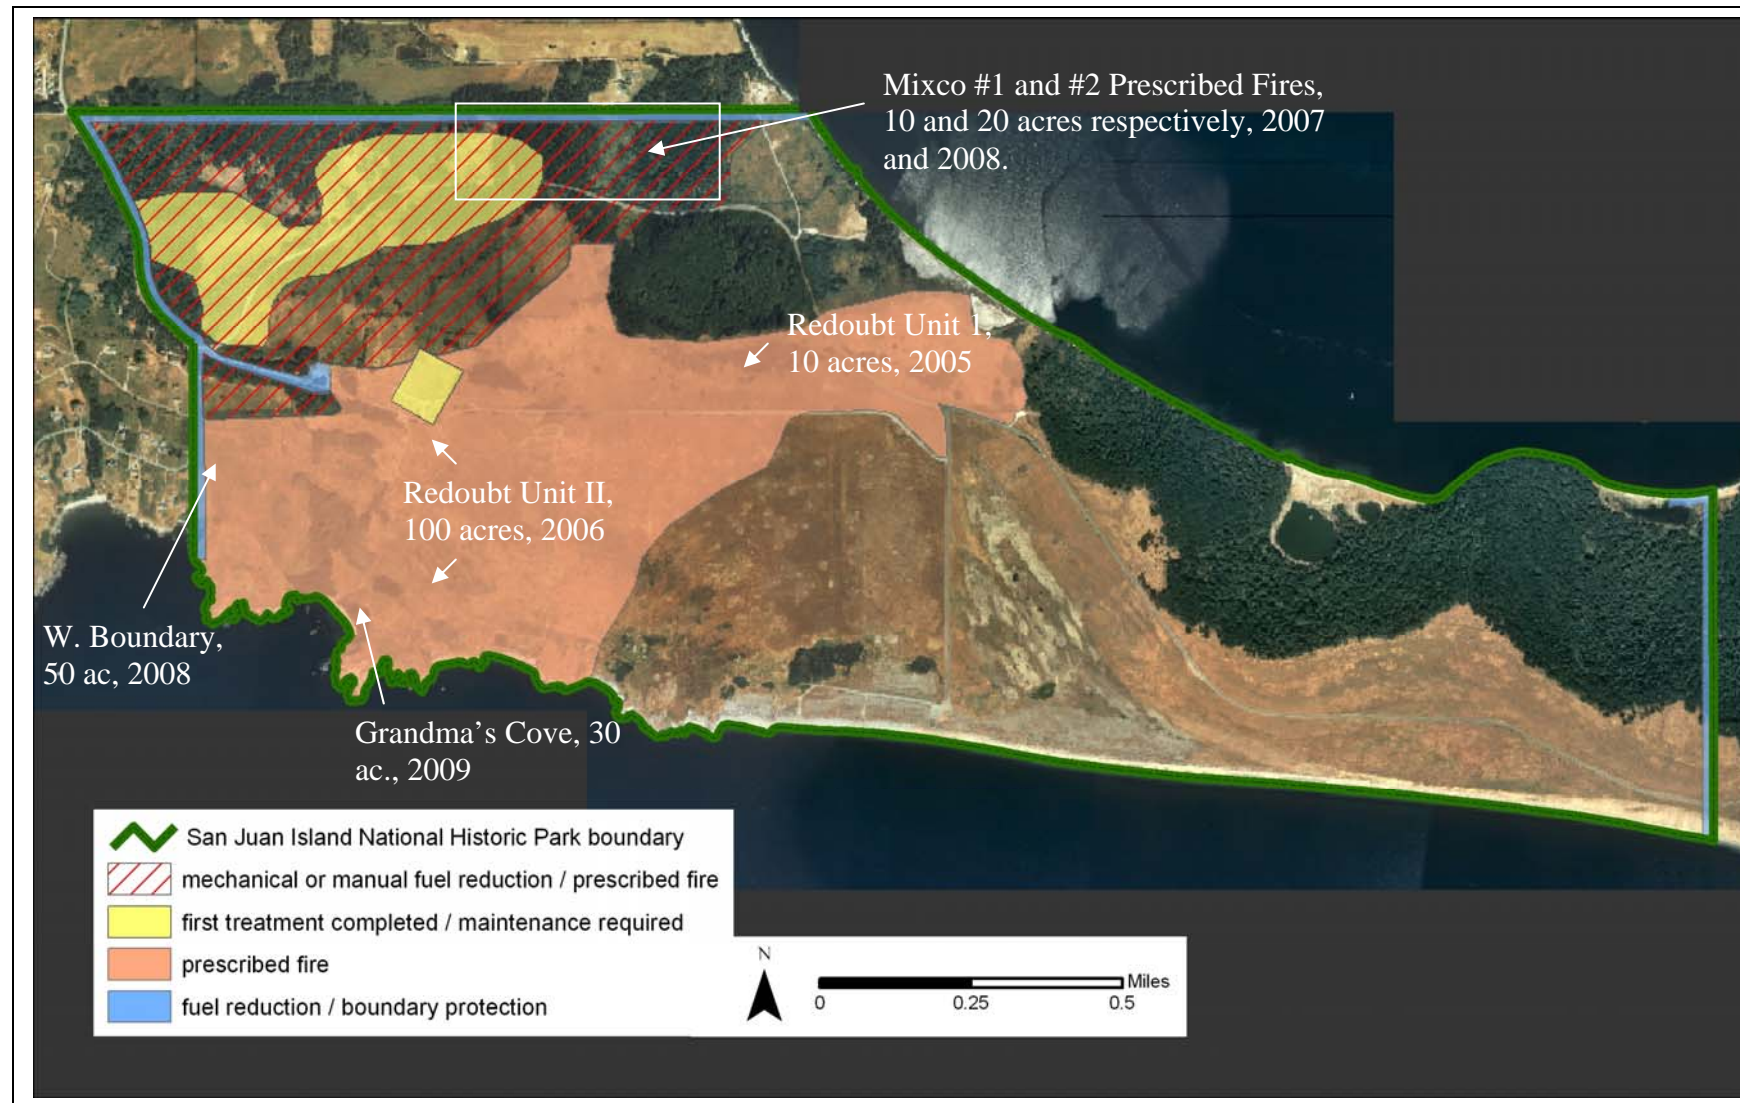 Mixco #1 and #2 Prescribed Fires,
10 and 20 acres respectively, 2007
and 2008.
Redoubt Unit 1,
10 acres, 2005
Redoubt Unit II,
100 acres, 2006
W. Boundary,
50 ac, 2008
Grandma’s Cove, 30
ac., 2009
San Juan Island National Historic Park boundary
mechanical or manual fuel reduction / prescribed fire
first treatment completed / maintenance required
prescribed fire
fuel reduction / boundary protection
N
Miles
0 0.25 0.5